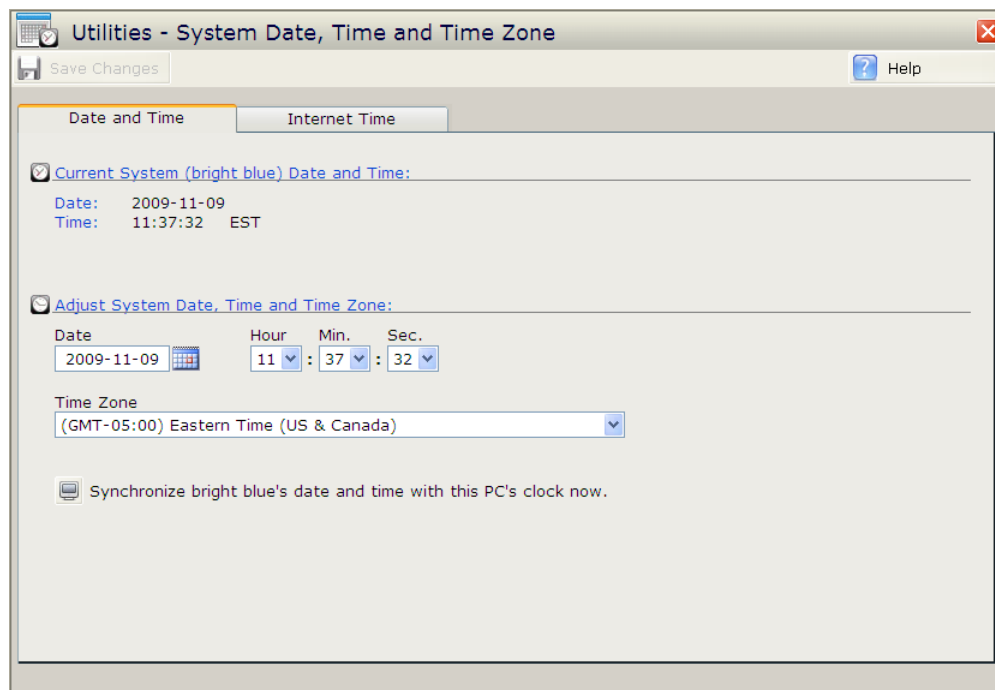 Utilities - System Date, Time and Time Zone
Save Changes
Help
Date and Time
Internet Time
Current System (bright blue) Date and Time:
Date: 2009-11-09
Time: 11:37:32 EST
Adjust System Date, Time and Time Zone:
Date Hour Min. Sec.
2009-11-09 11 : 37 : 32
Time Zone
(GMT-05:00) Eastern Time (US & Canada)
Synchronize bright blue's date and time with this PC's clock now.